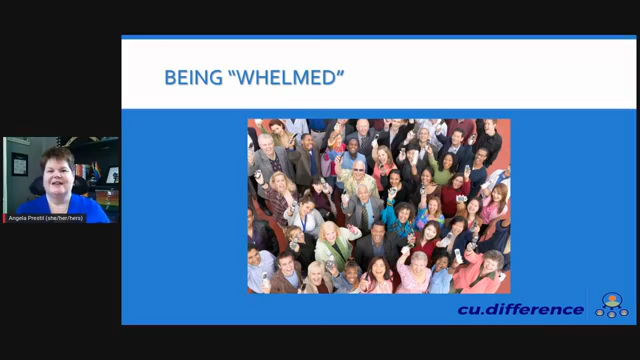 BEING “WHELMED”
Angela Prestil (she/her/hers)
cu.difference